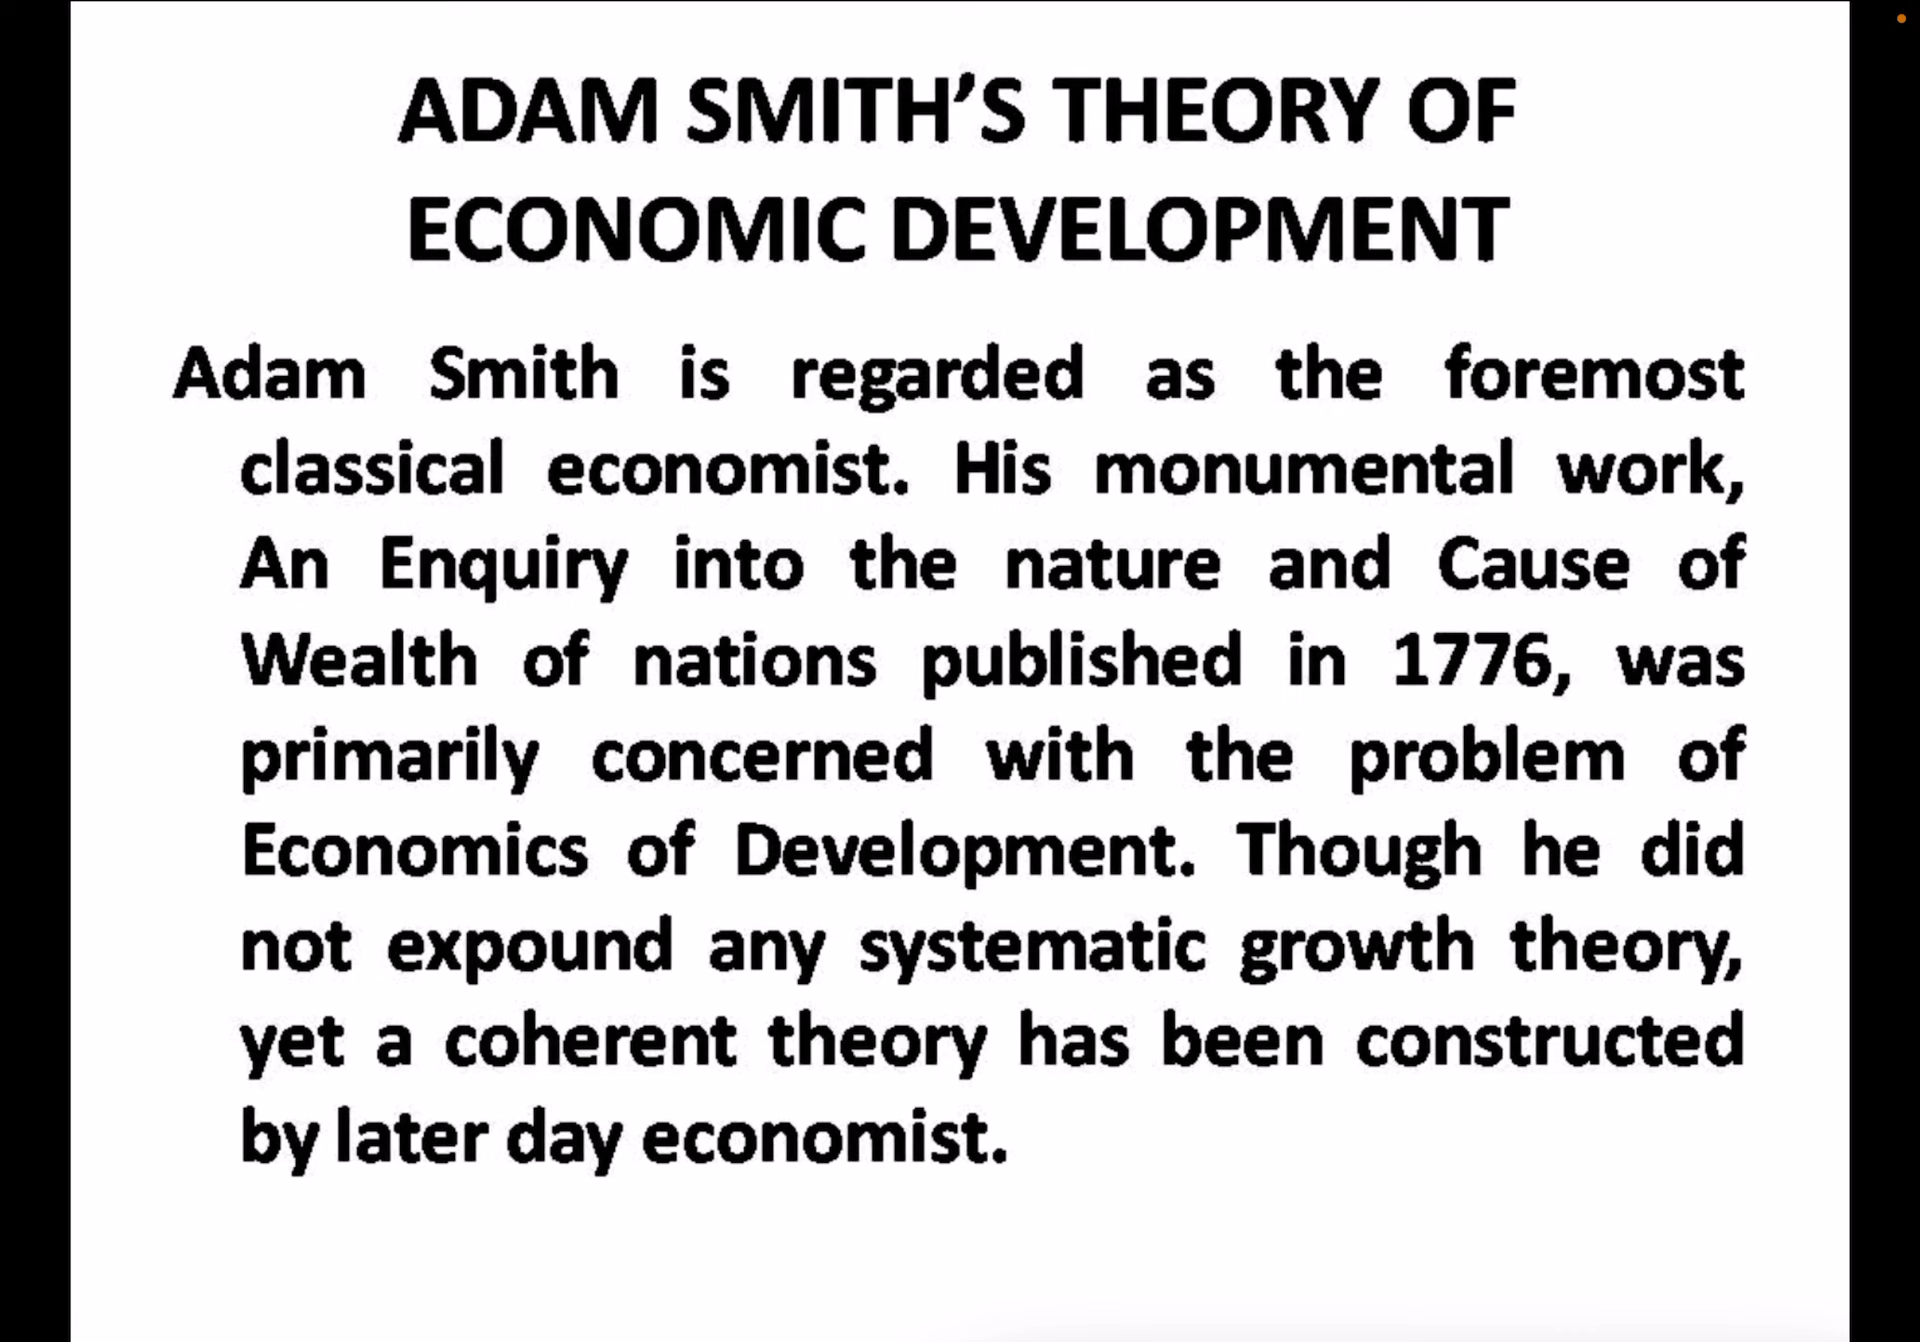 ADAM SMITH’S THEORY OF
ECONOMIC DEVELOPMENT
Adam Smith is regarded as the foremost
classical economist. His monumental work,
An Enquiry into the nature and Cause of
Wealth of nations published in 1776, was
primarily concerned with the problem of
Economics of Development. Though he did
not expound any systematic growth theory,
yet a coherent theory has been constructed
by later day economist.